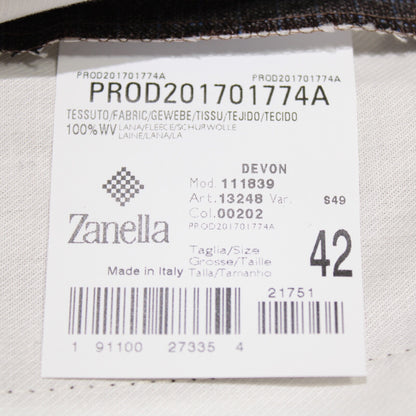 PROD201701774A PROD201701774A
PROD201701774A
TESSUTO/FABRIC/GEWEBE/TISSU/TEJIDO/TECIDO
100%WV LANA/FLEECE/SCHURWOLLE
LAINE/LANA/LA
DEVON
Mod. 111839
Art. 13248 Var. S49
Col. 00202
PROD201701774A
Zanella
Taglia/Size
Grosse/Taille
Talla/Tamanho
42
Made in Italy
21751
1 91100 27335 4